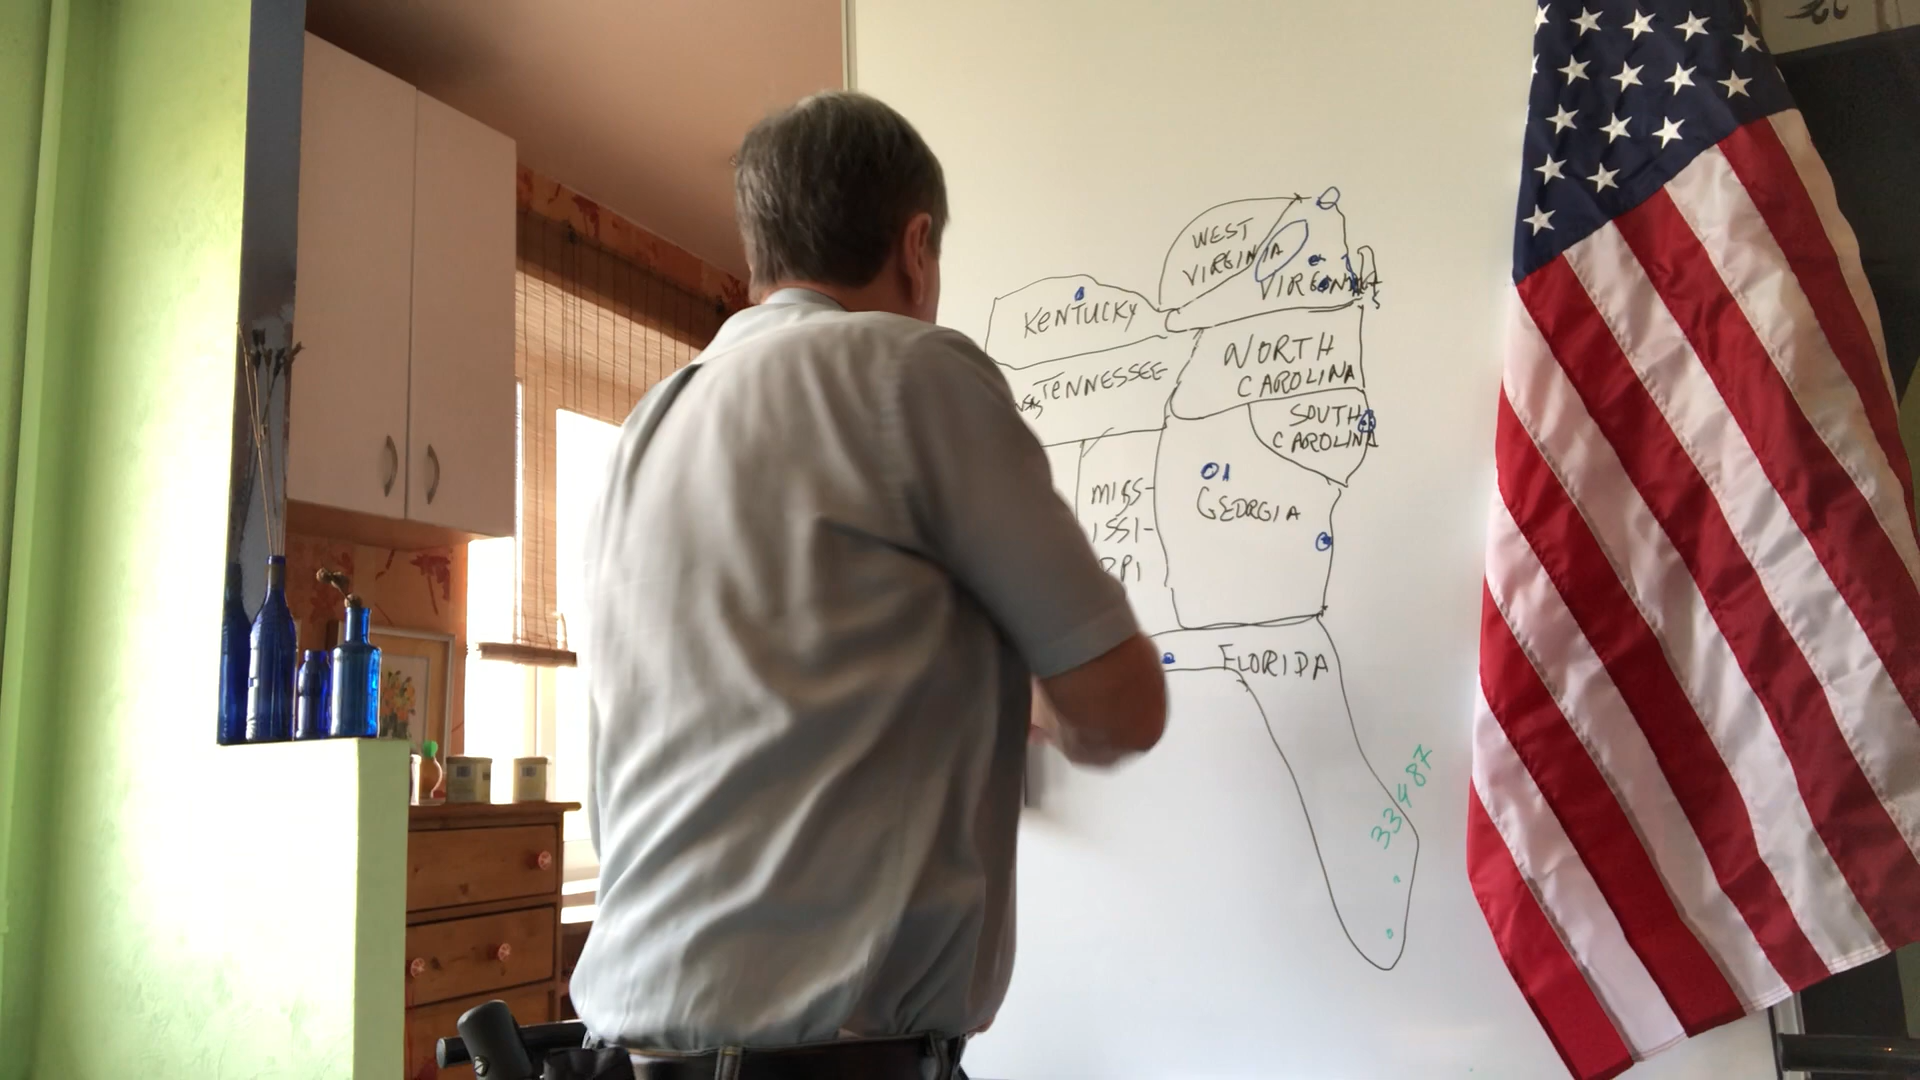 WEST
VIRGINIA
VIRGINIA
KENTUCKY
NORTH
CAROLINA
TENNESSEE
SOUTH
CAROLINA
MISS-
ISSI-
PPI
GEORGIA
FLORIDA
33487